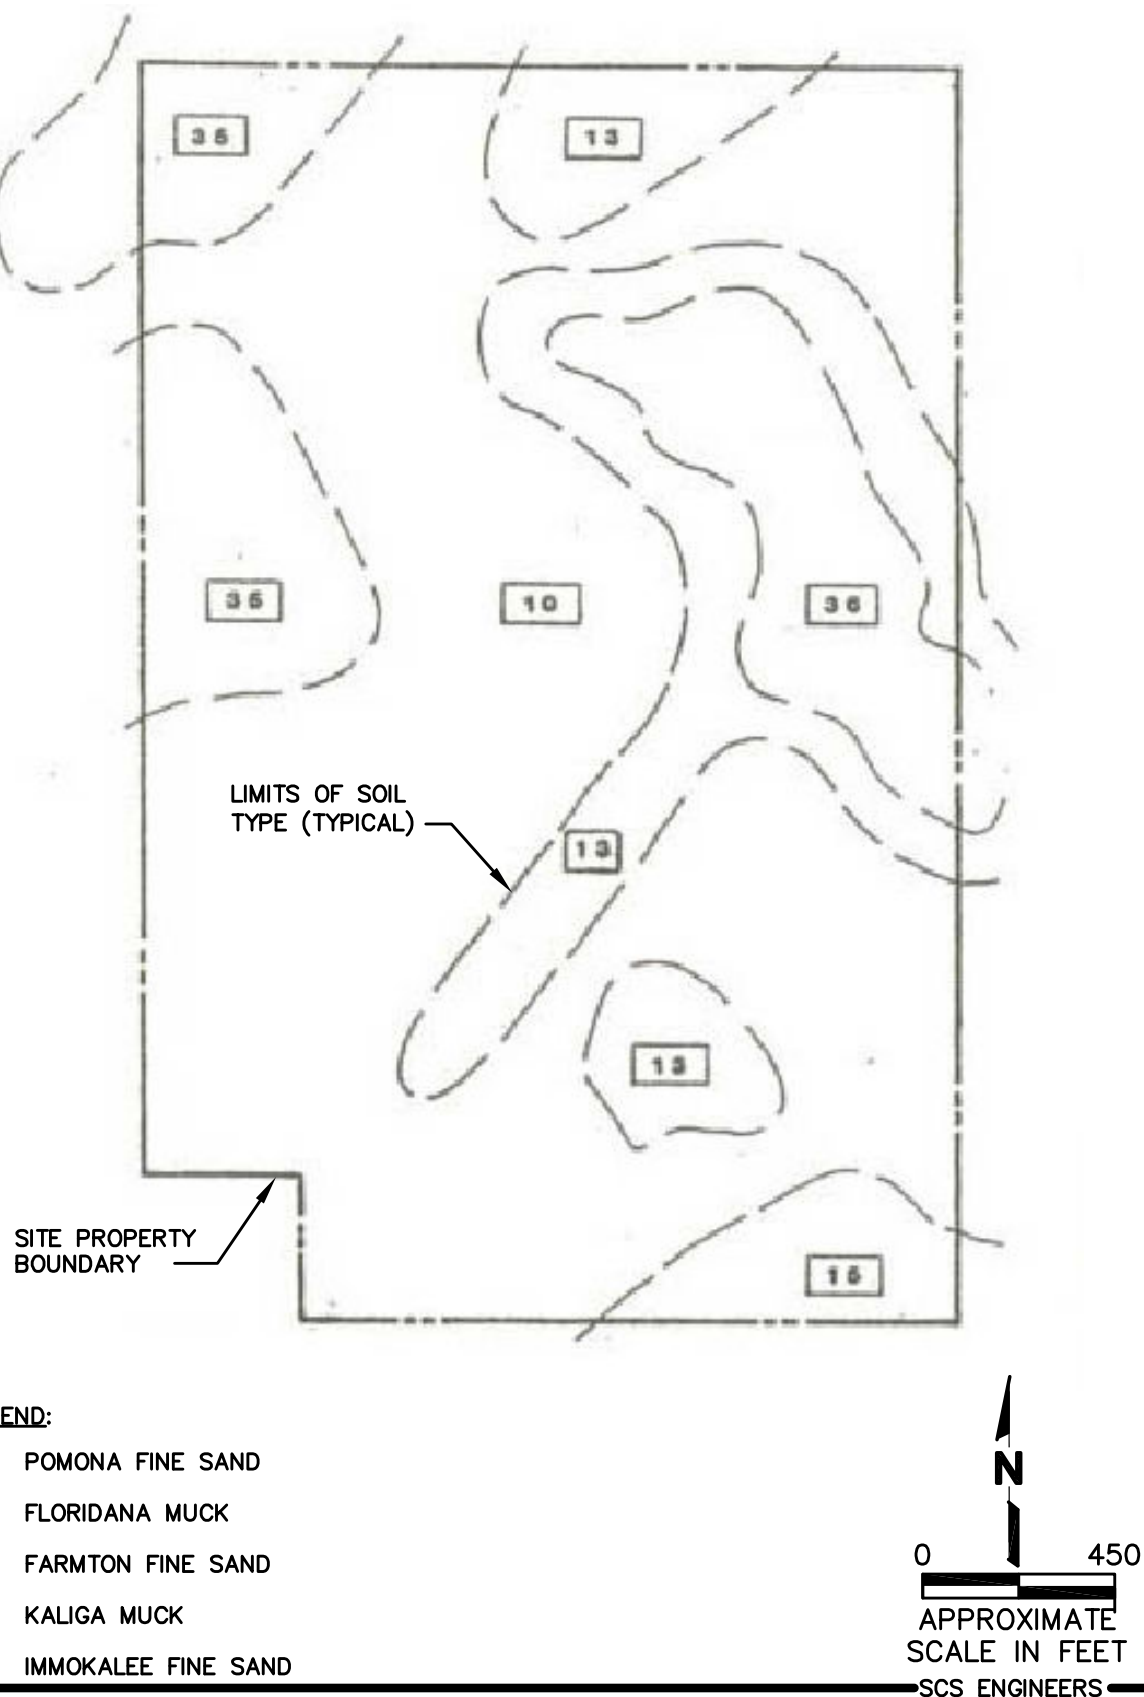 35
13
35
10
36
LIMITS OF SOIL
TYPE (TYPICAL)
13
13
SITE PROPERTY
BOUNDARY
15
END:
POMONA FINE SAND
FLORIDANA MUCK
FARMTON FINE SAND
KALIGA MUCK
IMMOKALEE FINE SAND
N
0 450
APPROXIMATE
SCALE IN FEET
SCS ENGINEERS